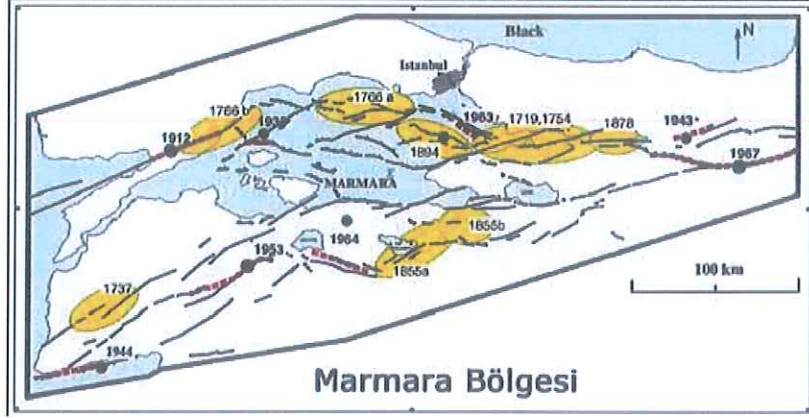 Black
N
Istanbul
1766 b
1766 a
1912
1963
1719,1754
1878
1943
1967
1894
MARMARA
1964
1855b
1953
1855a
1737
100 km
1944
Marmara Bölgesi